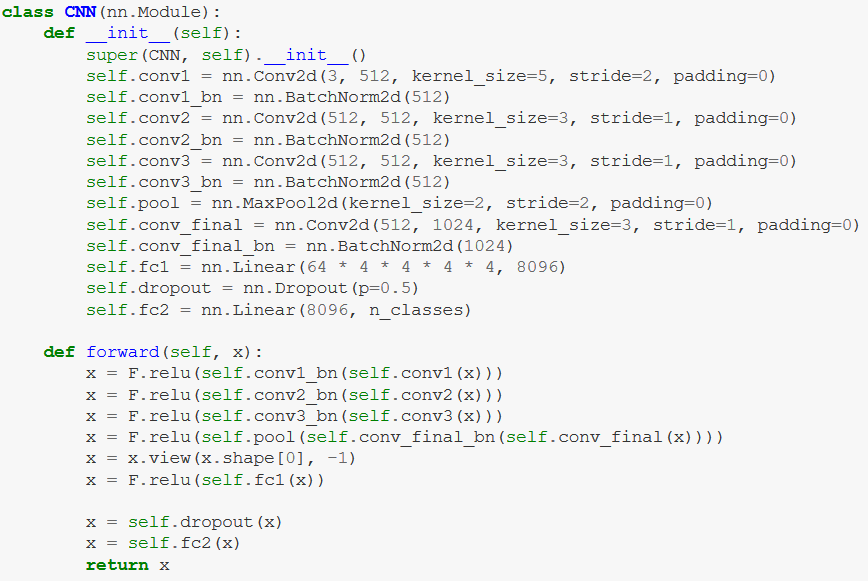 class CNN(nn.Module):
    def __init__(self):
        super(CNN, self).__init__()
        self.conv1 = nn.Conv2d(3, 512, kernel_size=5, stride=2, padding=0)
        self.conv1_bn = nn.BatchNorm2d(512)
        self.conv2 = nn.Conv2d(512, 512, kernel_size=3, stride=1, padding=0)
        self.conv2_bn = nn.BatchNorm2d(512)
        self.conv3 = nn.Conv2d(512, 512, kernel_size=3, stride=1, padding=0)
        self.conv3_bn = nn.BatchNorm2d(512)
        self.pool = nn.MaxPool2d(kernel_size=2, stride=2, padding=0)
        self.conv_final = nn.Conv2d(512, 1024, kernel_size=3, stride=1, padding=0)
        self.conv_final_bn = nn.BatchNorm2d(1024)
        self.fc1 = nn.Linear(64 * 4 * 4 * 4 * 4, 8096)
        self.dropout = nn.Dropout(p=0.5)
        self.fc2 = nn.Linear(8096, n_classes)

    def forward(self, x):
        x = F.relu(self.conv1_bn(self.conv1(x)))
        x = F.relu(self.conv2_bn(self.conv2(x)))
        x = F.relu(self.conv3_bn(self.conv3(x)))
        x = F.relu(self.pool(self.conv_final_bn(self.conv_final(x))))
        x = x.view(x.shape[0], -1)
        x = F.relu(self.fc1(x))

        x = self.dropout(x)
        x = self.fc2(x)
        return x